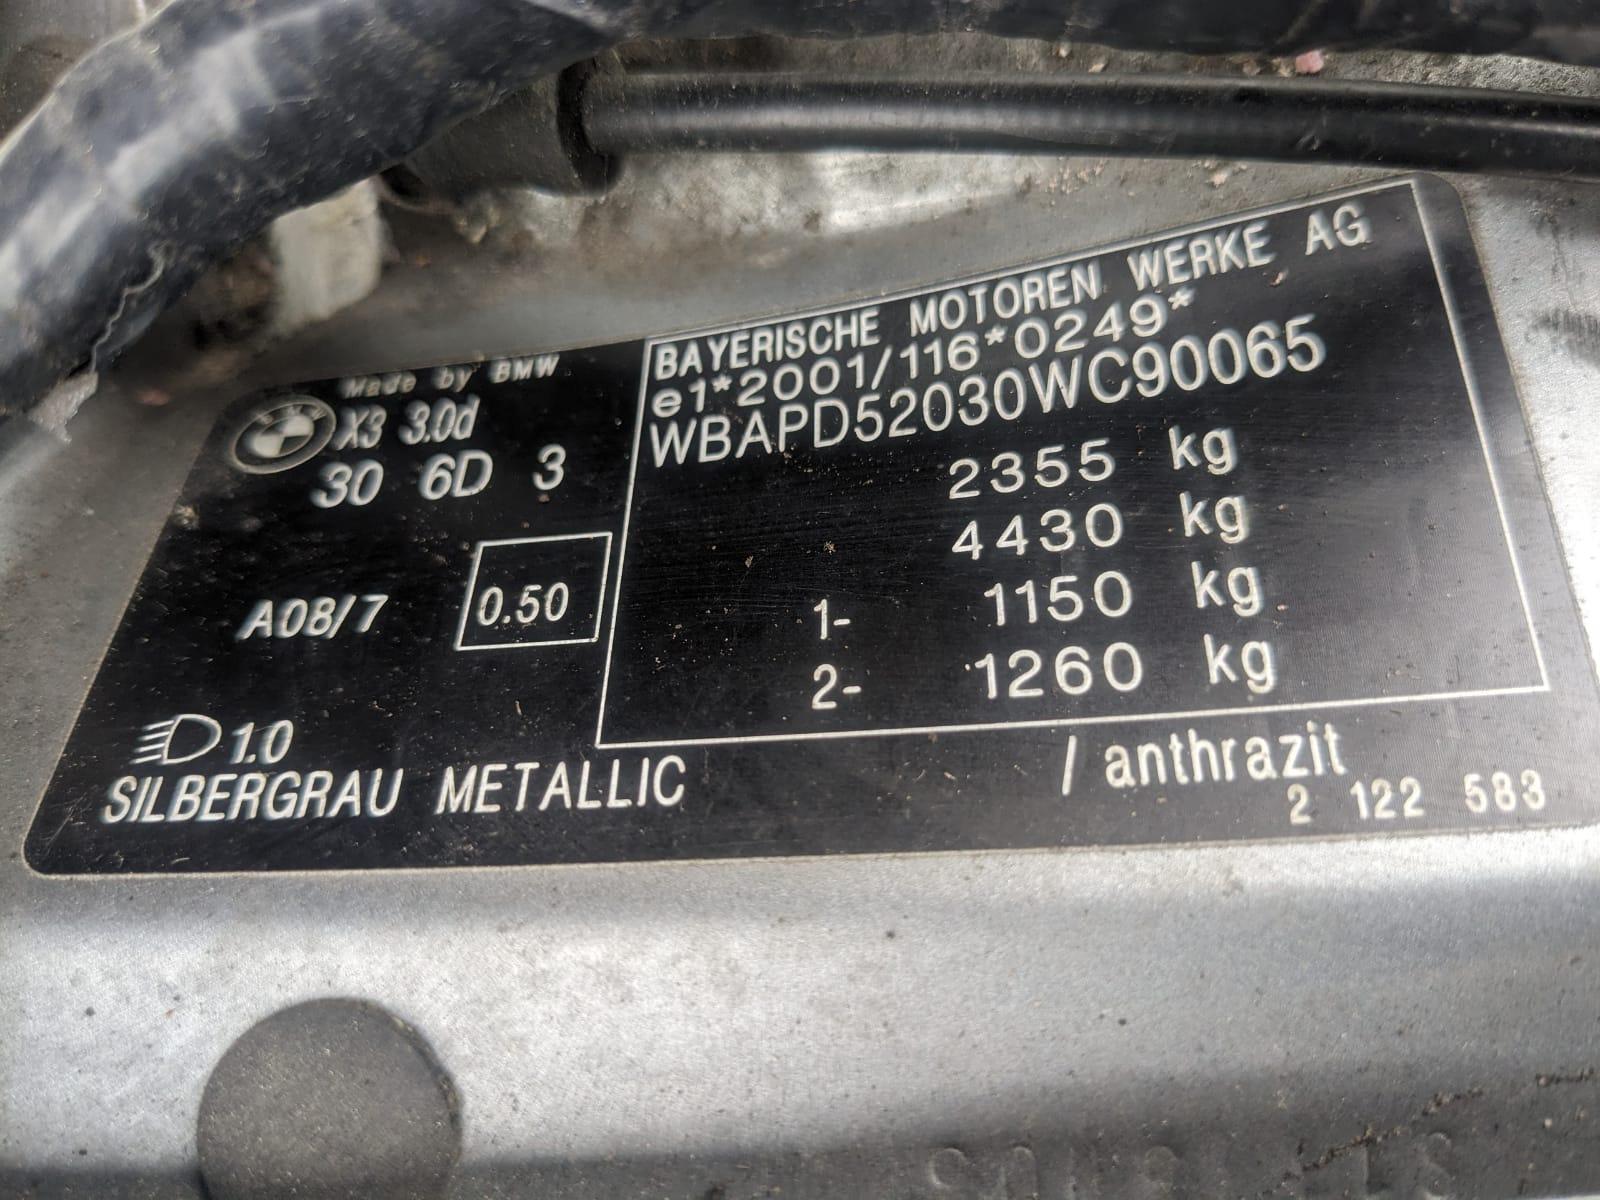 Made by BMW
X3 3.0d
30 6D 3
A08/7
0.50
1.0
SILBERGRAU METALLIC
BAYERISCHE MOTOREN WERKE AG
e1*2001/116*0249*
WBAPD52030WC90065
2355 kg
4430 kg
1- 1150 kg
2- 1260 kg
/ anthrazit
2 122 583